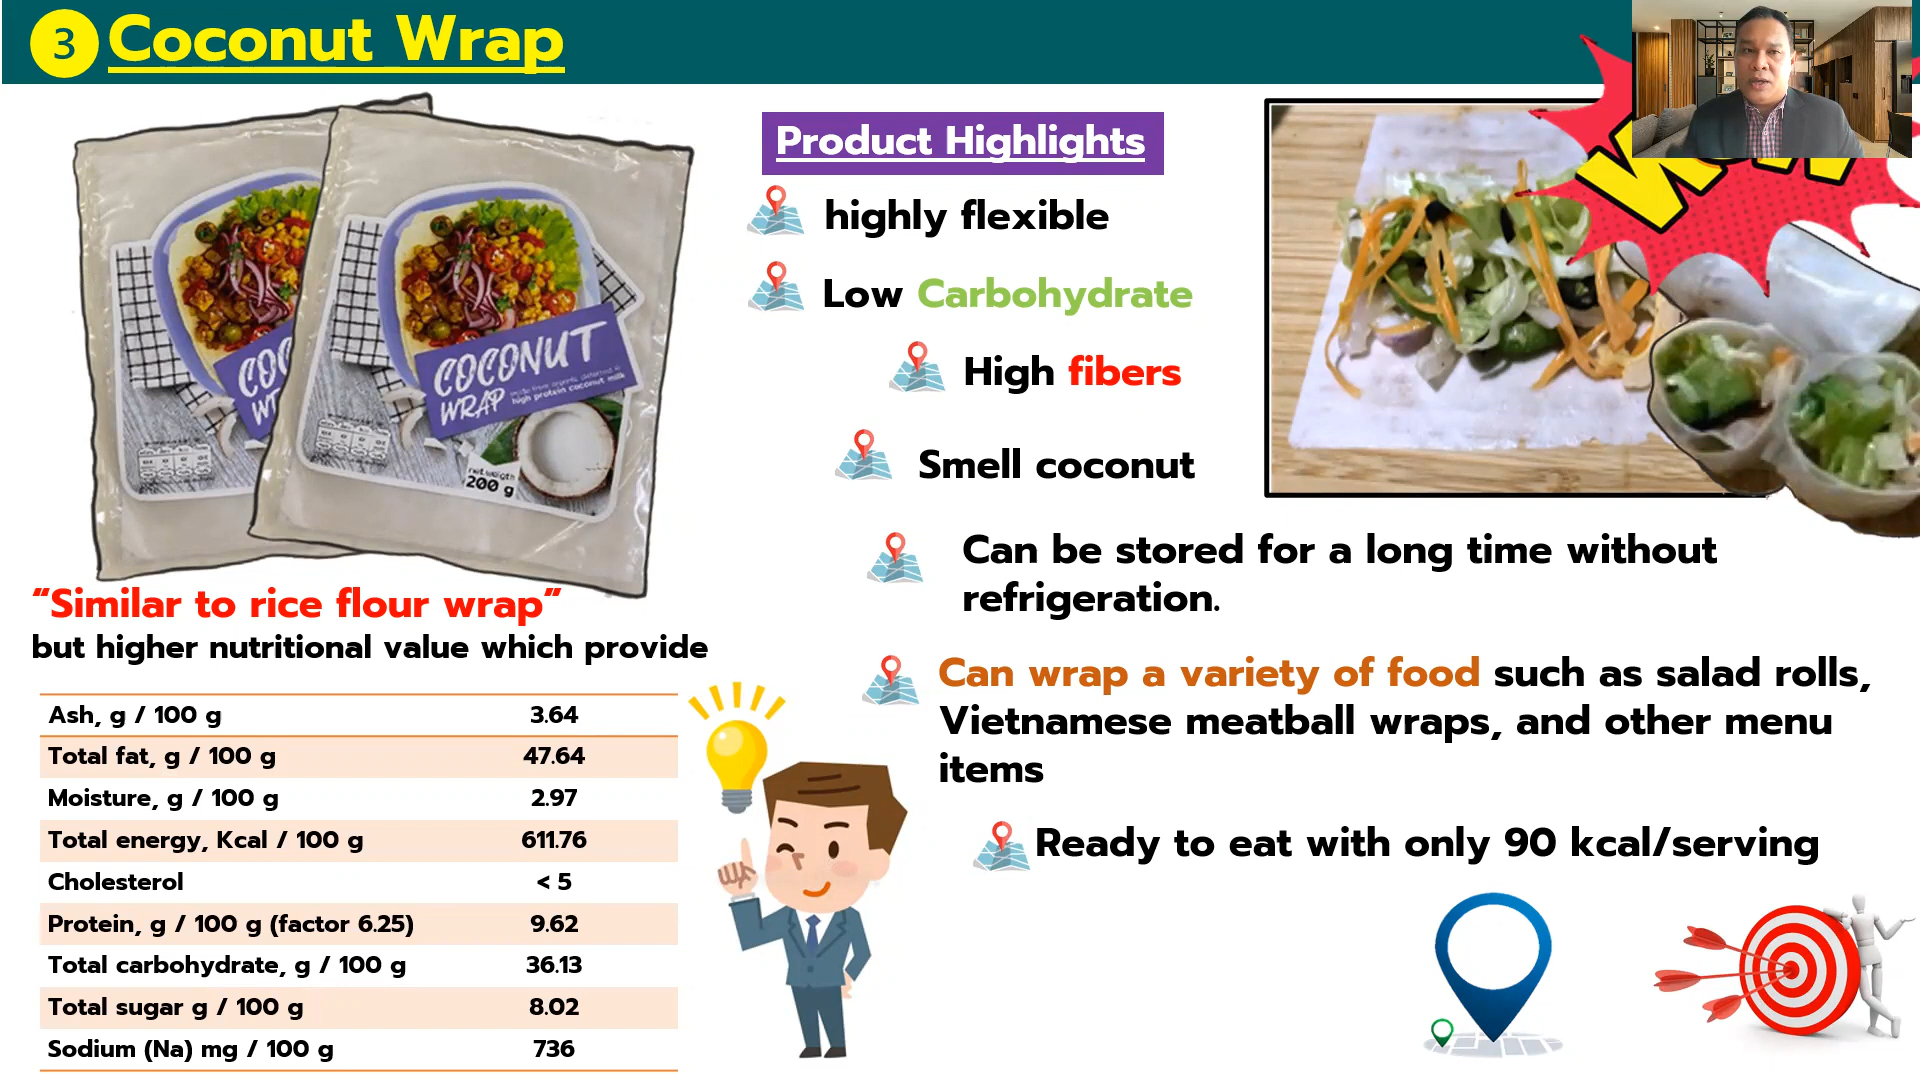 3 Coconut Wrap
Product Highlights
highly flexible
Low Carbohydrate
High fibers
Smell coconut
Can be stored for a long time without
refrigeration.
Can wrap a variety of food such as salad rolls,
Vietnamese meatball wraps, and other menu
items
Ready to eat with only 90 kcal/serving
COCONUT
WRAP
high protein coconut milk
net weight
200 g
“Similar to rice flour wrap”
but higher nutritional value which provide
Ash, g / 100 g 3.64
Total fat, g / 100 g 47.64
Moisture, g / 100 g 2.97
Total energy, Kcal / 100 g 611.76
Cholesterol < 5
Protein, g / 100 g (factor 6.25) 9.62
Total carbohydrate, g / 100 g 36.13
Total sugar g / 100 g 8.02
Sodium (Na) mg / 100 g 736